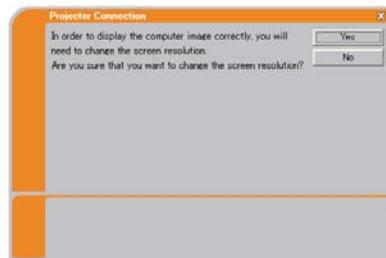 Projector Connection
X
In order to display the computer image correctly, you will
need to change the screen resolution.
Are you sure that you want to change the screen resolution?
Yes
No